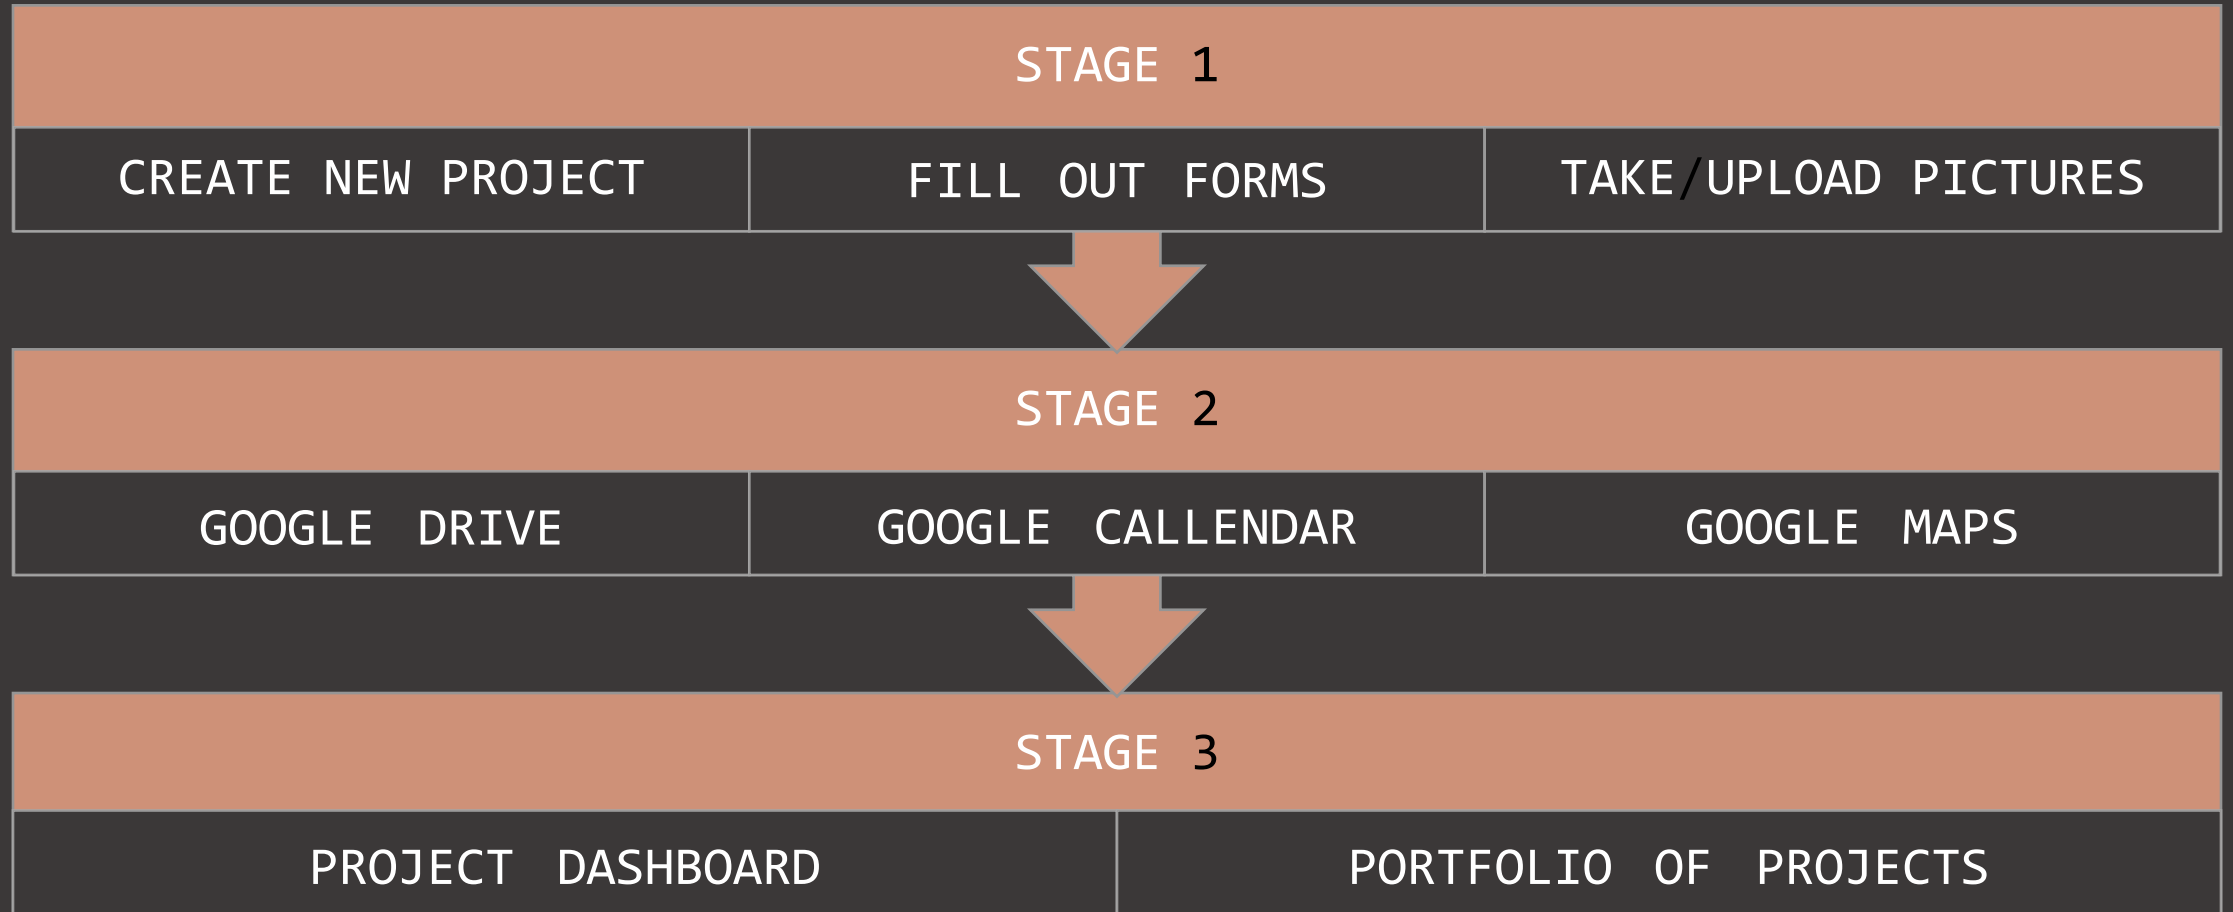 STAGE 1
CREATE NEW PROJECT
FILL OUT FORMS
TAKE/UPLOAD PICTURES
STAGE 2
GOOGLE DRIVE
GOOGLE CALLENDAR
GOOGLE MAPS
STAGE 3
PROJECT DASHBOARD
PORTFOLIO OF PROJECTS